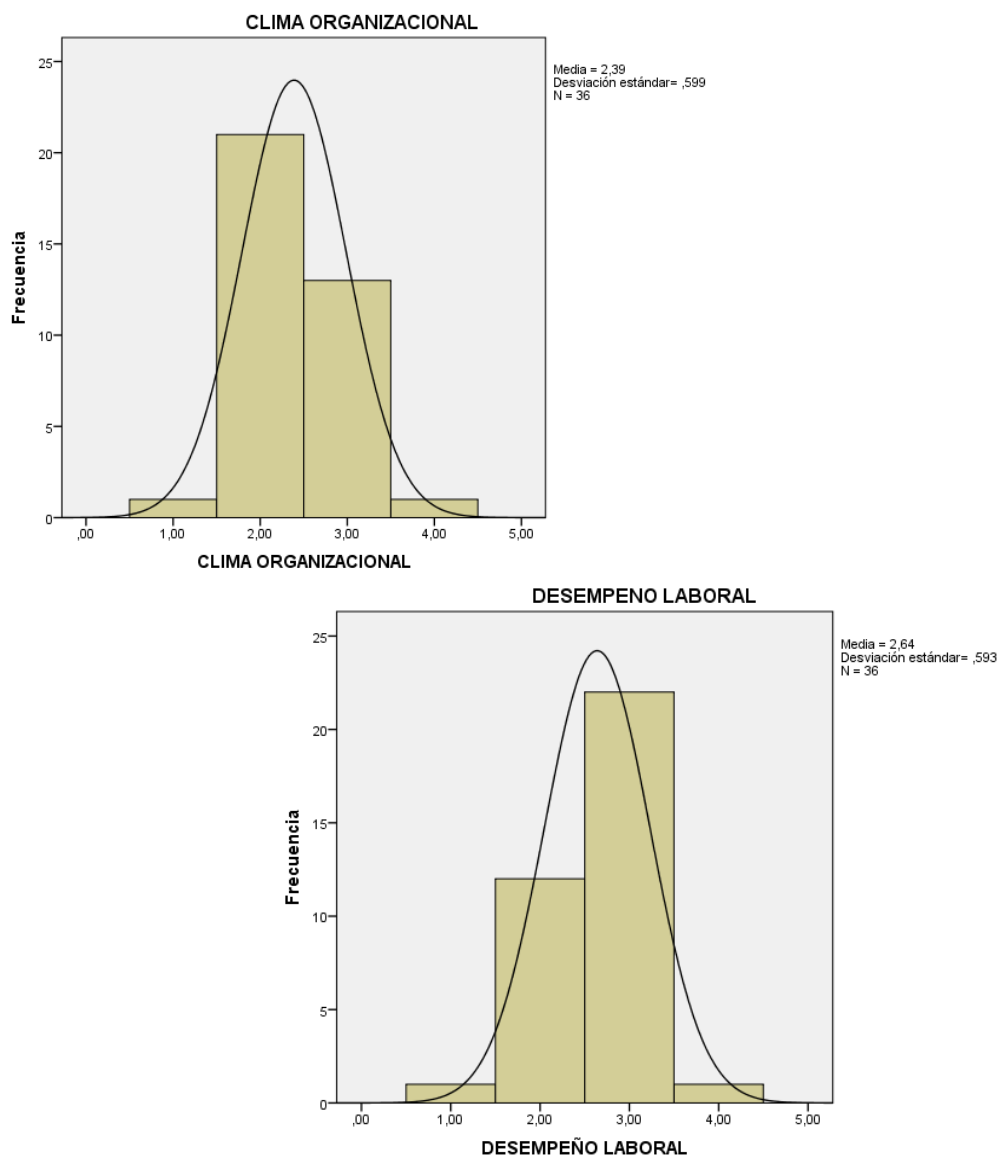 CLIMA ORGANIZACIONAL
Media = 2,39
Desviación estándar= ,599
N = 36
25
20
15
10
5
0
Frecuencia
,00 1,00 2,00 3,00 4,00 5,00
CLIMA ORGANIZACIONAL
DESEMPENO LABORAL
Media = 2,64
Desviación estándar= ,593
N = 36
25
20
15
10
5
0
Frecuencia
,00 1,00 2,00 3,00 4,00 5,00
DESEMPEÑO LABORAL